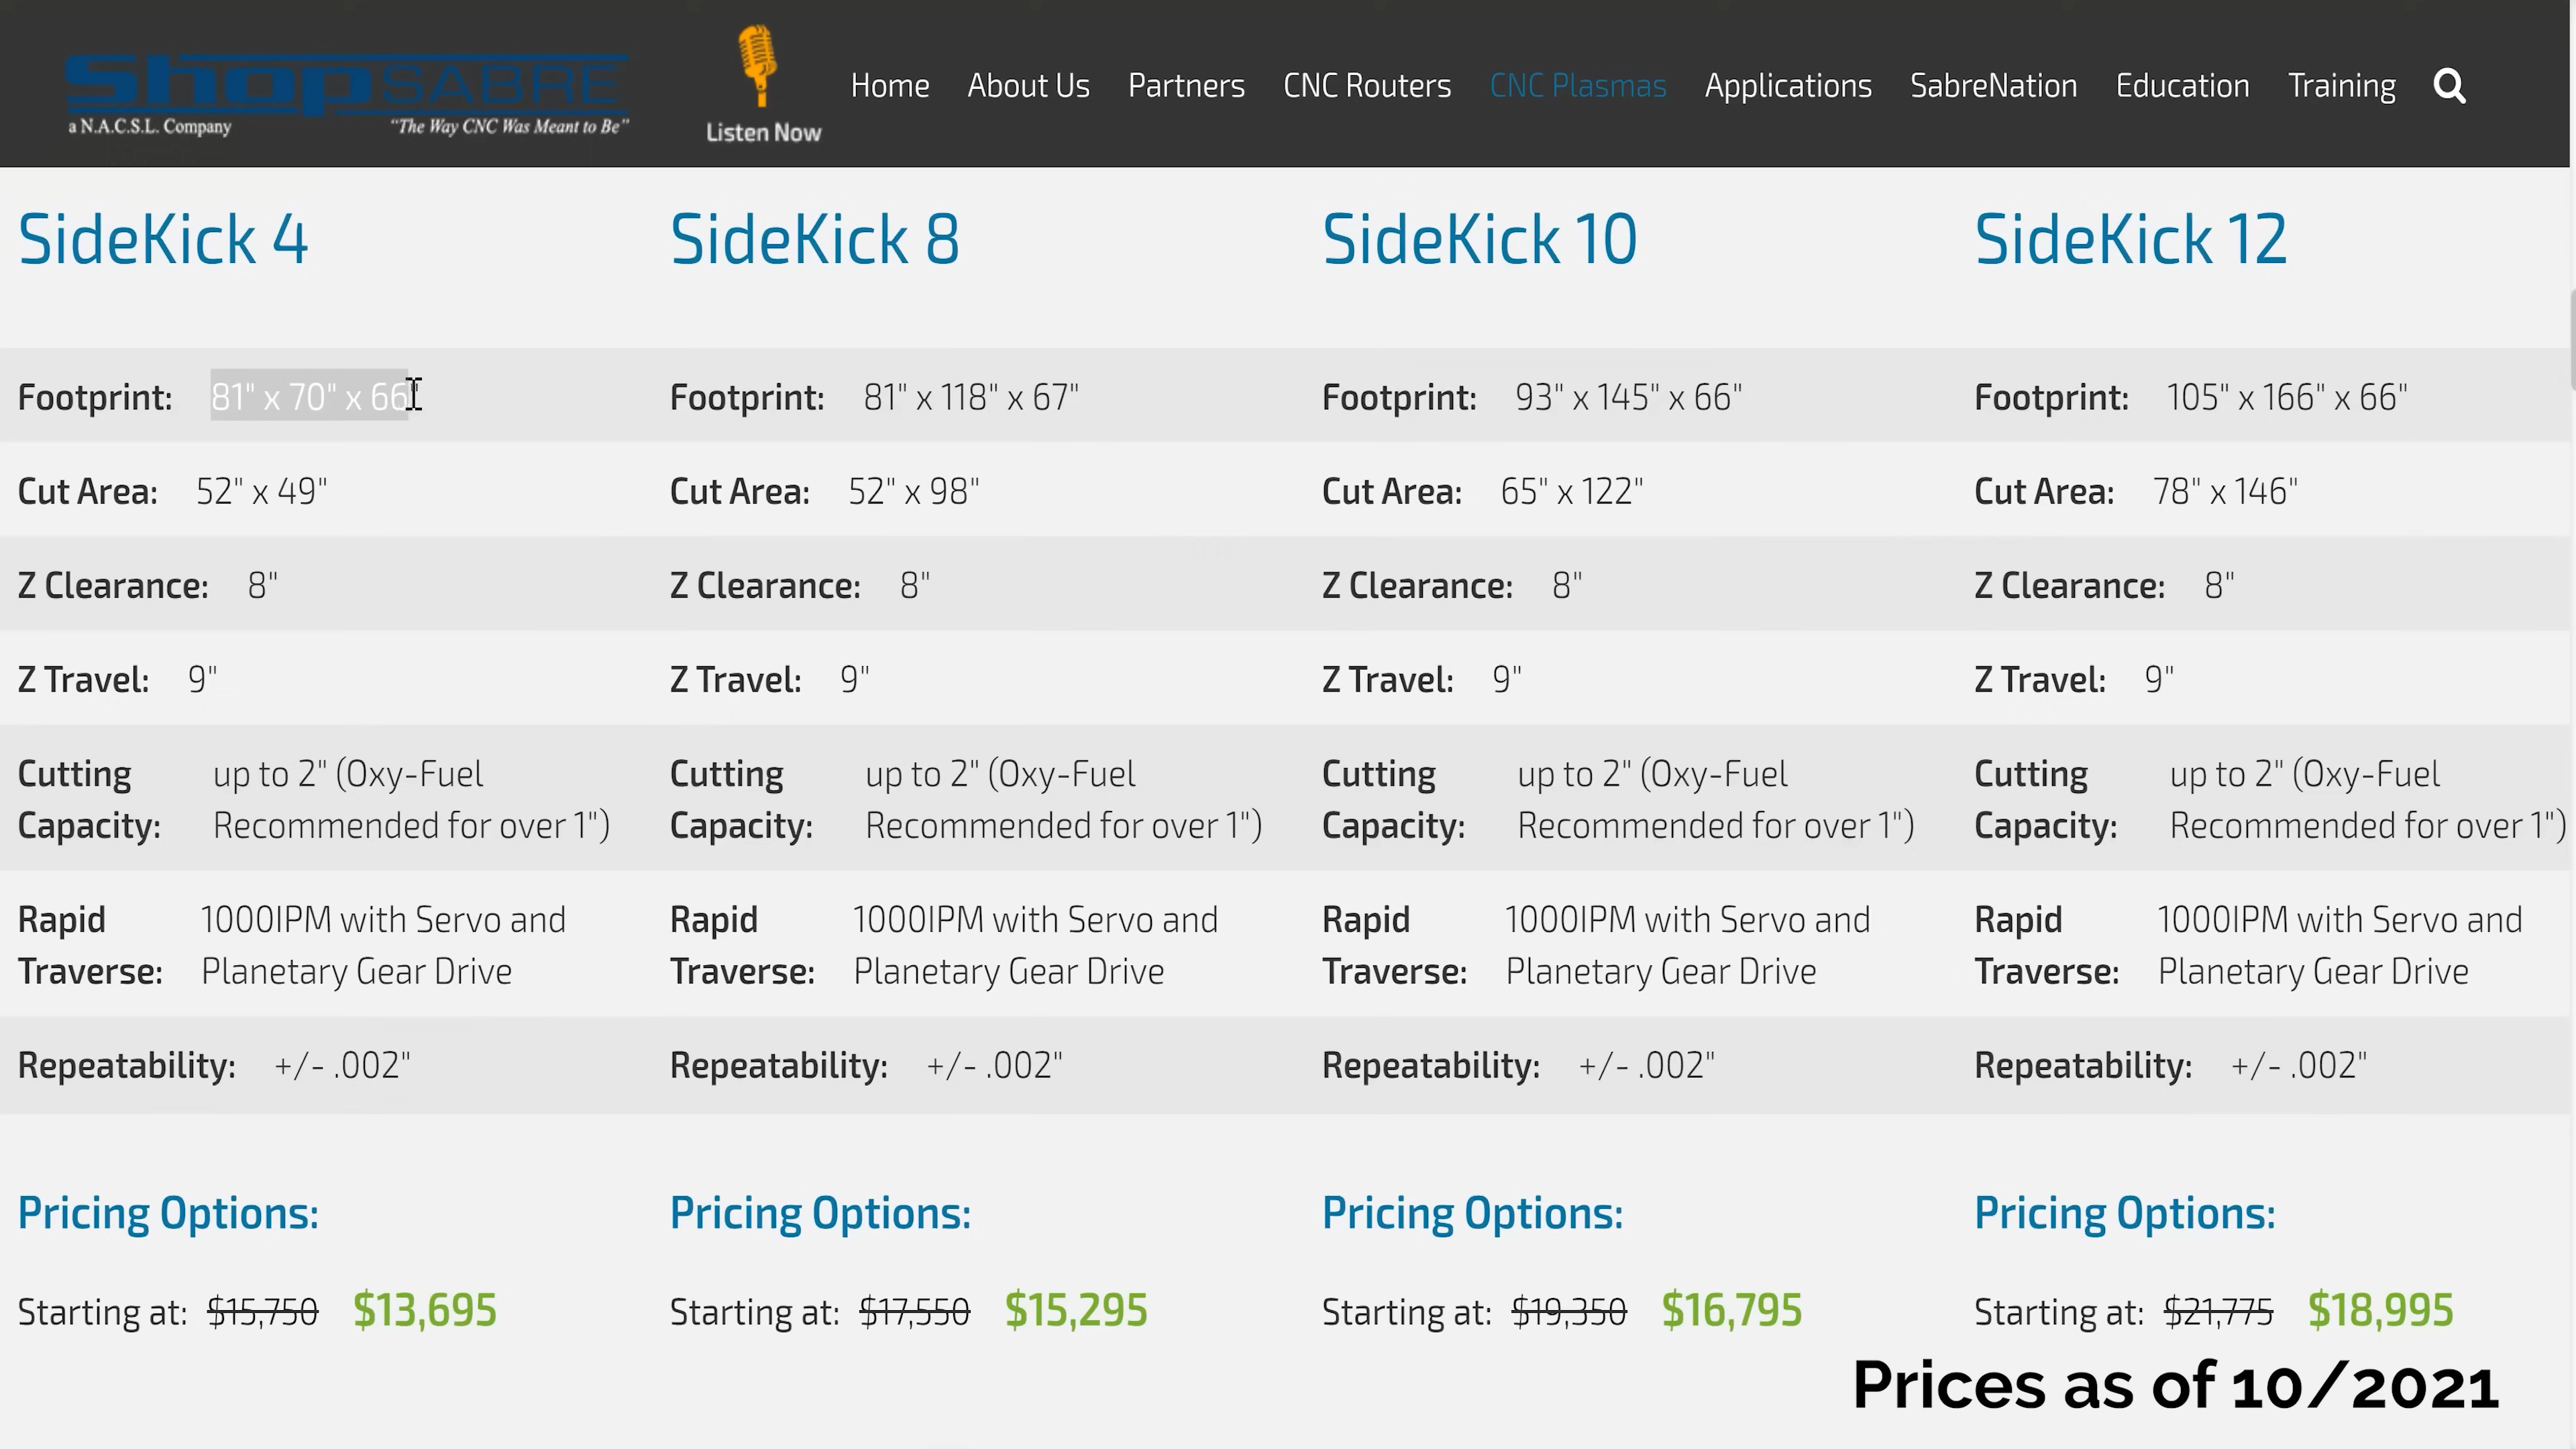 ShopSABRE
a N.A.C.S.L. Company "The Way CNC Was Meant to Be"
Listen Now
Home About Us Partners CNC Routers CNC Plasmas Applications SabreNation Education Training
SideKick 4 SideKick 8 SideKick 10 SideKick 12
Footprint: 81" x 70" x 66" Footprint: 81" x 118" x 67" Footprint: 93" x 145" x 66" Footprint: 105" x 166" x 66"
Cut Area: 52" x 49" Cut Area: 52" x 98" Cut Area: 65" x 122" Cut Area: 78" x 146"
Z Clearance: 8" Z Clearance: 8" Z Clearance: 8" Z Clearance: 8"
Z Travel: 9" Z Travel: 9" Z Travel: 9" Z Travel: 9"
Cutting up to 2" (Oxy-Fuel Cutting up to 2" (Oxy-Fuel Cutting up to 2" (Oxy-Fuel Cutting up to 2" (Oxy-Fuel
Capacity: Recommended for over 1") Capacity: Recommended for over 1") Capacity: Recommended for over 1") Capacity: Recommended for over 1")
Rapid 1000IPM with Servo and Rapid 1000IPM with Servo and Rapid 1000IPM with Servo and Rapid 1000IPM with Servo and
Traverse: Planetary Gear Drive Traverse: Planetary Gear Drive Traverse: Planetary Gear Drive Traverse: Planetary Gear Drive
Repeatability: +/- .002" Repeatability: +/- .002" Repeatability: +/- .002" Repeatability: +/- .002"
Pricing Options: Pricing Options: Pricing Options: Pricing Options:
Starting at: $15,750 $13,695 Starting at: $17,550 $15,295 Starting at: $19,350 $16,795 Starting at: $21,775 $18,995
Prices as of 10/2021